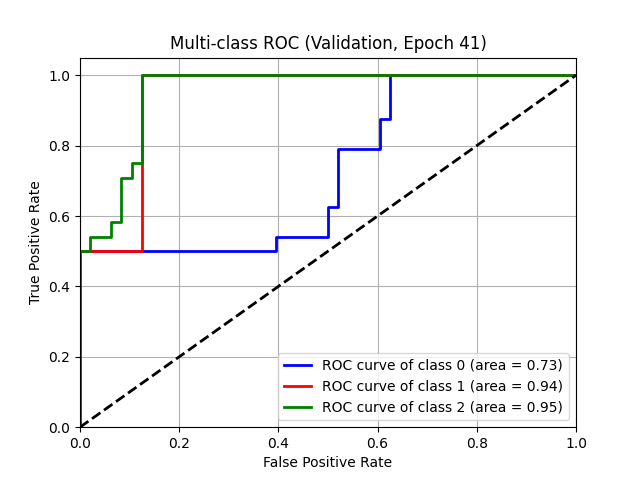 Multi-class ROC (Validation, Epoch 41)
1.0
0.8
0.6
0.4
0.2
0.0
True Positive Rate
ROC curve of class 0 (area = 0.73)
ROC curve of class 1 (area = 0.94)
ROC curve of class 2 (area = 0.95)
0.0 0.2 0.4 0.6 0.8 1.0
False Positive Rate